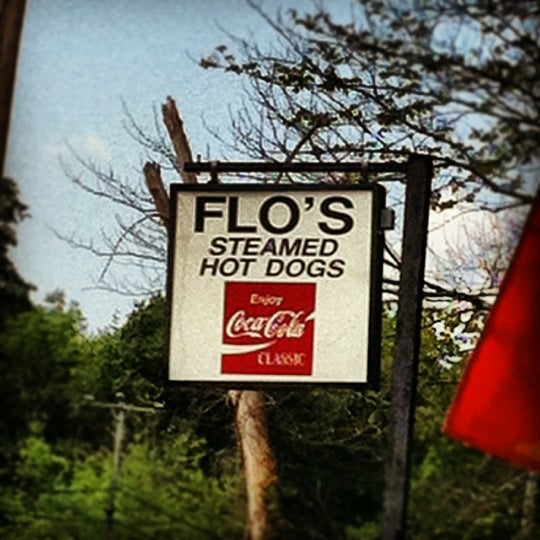 FLO'S
STEAMED
HOT DOGS
Enjoy
Coca-Cola
CLASSIC